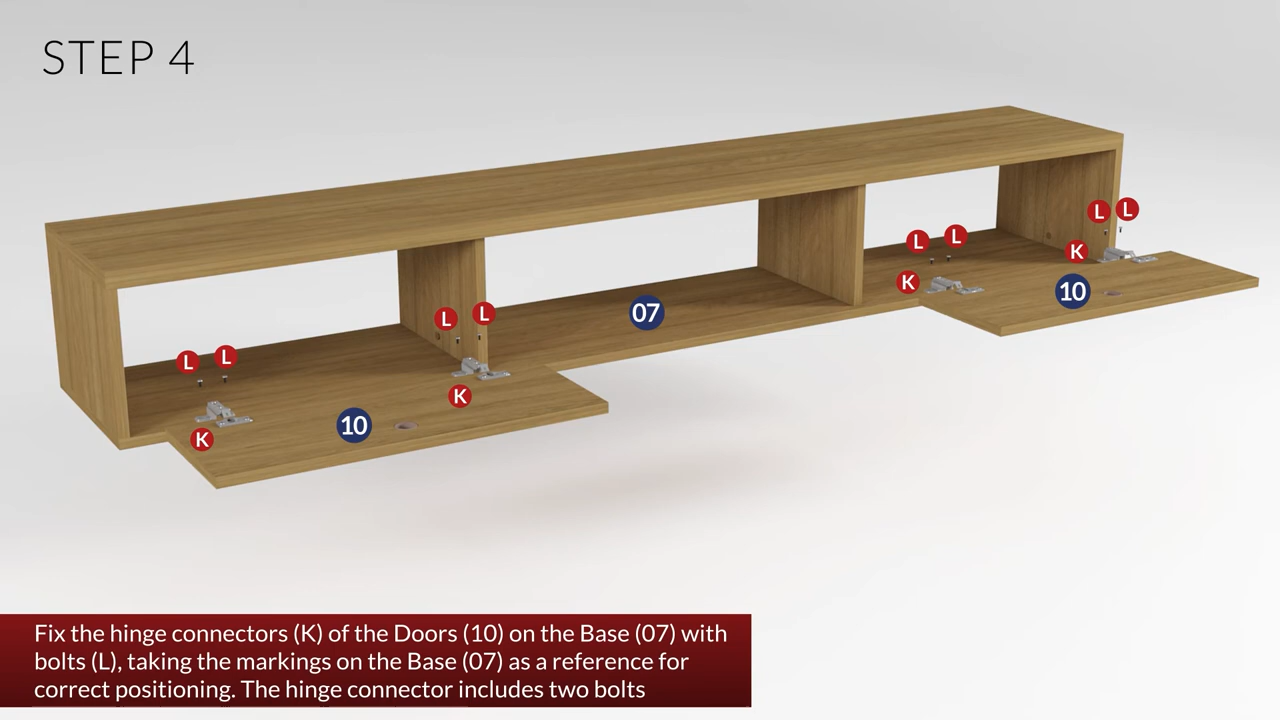 STEP 4
L L
K
10
L L
K
07
L L
K
10
L L
K
Fix the hinge connectors (K) of the Doors (10) on the Base (07) with
bolts (L), taking the markings on the Base (07) as a reference for
correct positioning. The hinge connector includes two bolts